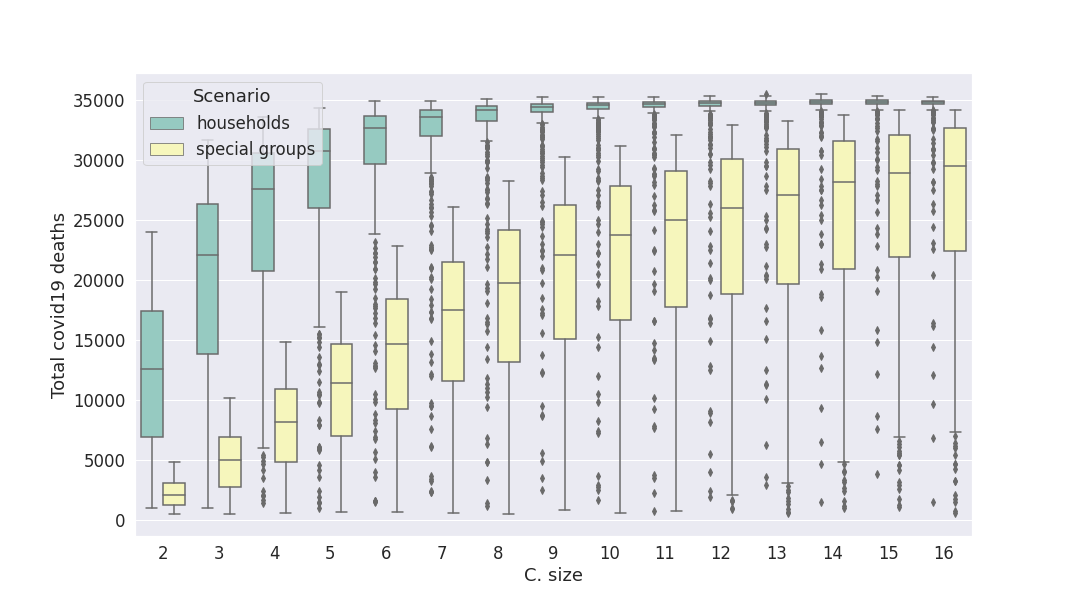 Scenario
households
special groups
35000
30000
25000
20000
15000
10000
5000
0
Total covid19 deaths
2 3 4 5 6 7 8 9 10 11 12 13 14 15 16
C. size